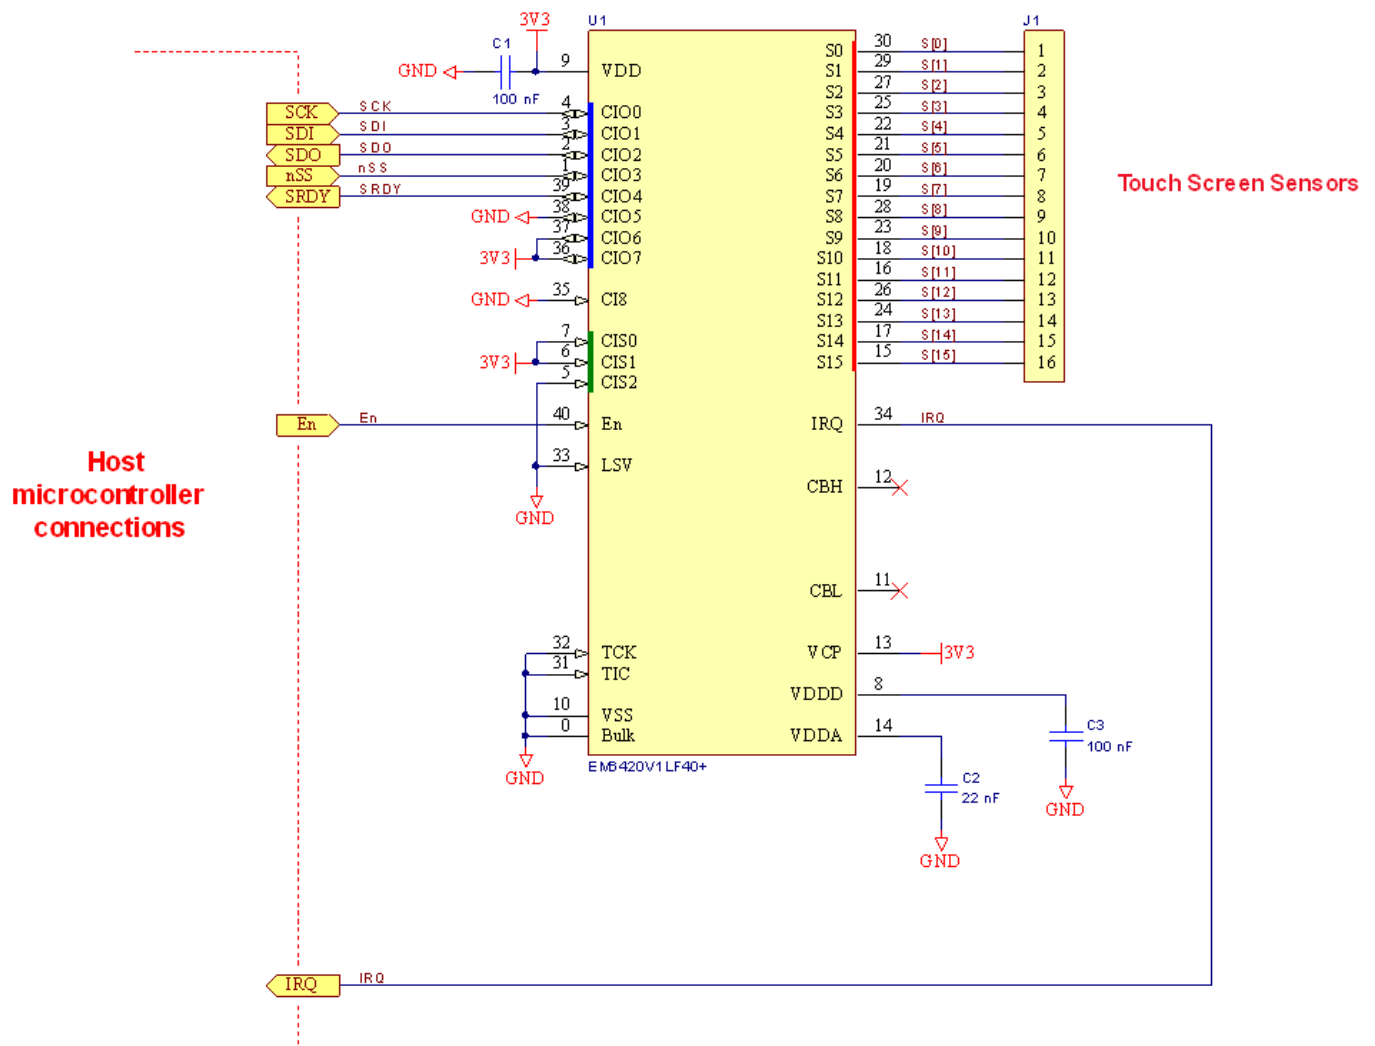 3V3
U1
J1
C1
GND
100 nF
9
VDD
SCK
SCK
4
CIO0
SDI
SDI
3
CIO1
SDO
SDO
2
CIO2
nSS
nSS
1
CIO3
SRDY
SRDY
39
CIO4
GND
38
CIO5
37
CIO6
3V3
36
CIO7
GND
35
CI8
7
CIS0
3V3
6
CIS1
5
CIS2
En
En
40
En
33
LSV
GND
Host
microcontroller
connections
32
TCK
31
TIC
10
VSS
0
Bulk
GND
S0
30
S[0]
1
S1
29
S[1]
2
S2
27
S[2]
3
S3
25
S[3]
4
S4
22
S[4]
5
S5
21
S[5]
6
S6
20
S[6]
7
S7
19
S[7]
8
S8
28
S[8]
9
S9
23
S[9]
10
S10
18
S[10]
11
S11
16
S[11]
12
S12
26
S[12]
13
S13
24
S[13]
14
S14
17
S[14]
15
S15
15
S[15]
16
Touch Screen Sensors
IRQ
34
IRQ
CBH
12
CBL
11
VCP
13
3V3
VDDD
8
VDDA
14
C3
100 nF
GND
C2
22 nF
GND
EM6420V1LF40+
IRQ
IRQ